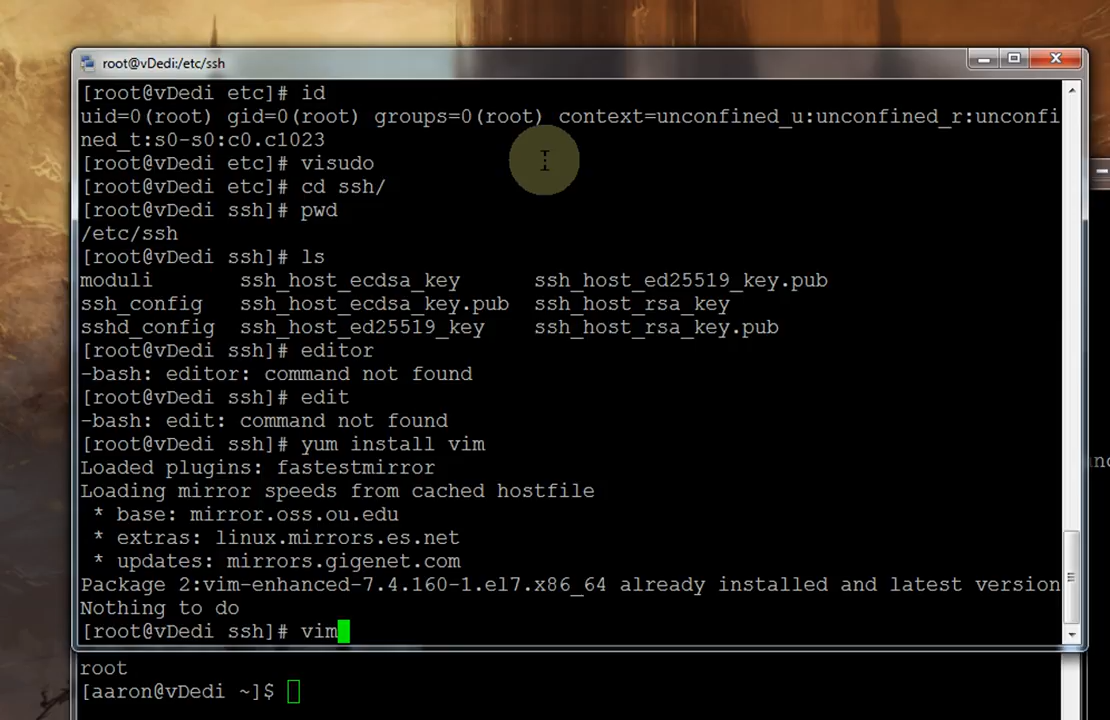 root@vDedi:/etc/ssh
[root@vDedi etc]# id
uid=0(root) gid=0(root) groups=0(root) context=unconfined_u:unconfined_r:unconfi
ned_t:s0-s0:c0.c1023
[root@vDedi etc]# visudo
[root@vDedi etc]# cd ssh/
[root@vDedi ssh]# pwd
/etc/ssh
[root@vDedi ssh]# ls
moduli ssh_host_ecdsa_key ssh_host_ed25519_key.pub
ssh_config ssh_host_ecdsa_key.pub ssh_host_rsa_key
sshd_config ssh_host_ed25519_key ssh_host_rsa_key.pub
[root@vDedi ssh]# editor
-bash: editor: command not found
[root@vDedi ssh]# edit
-bash: edit: command not found
[root@vDedi ssh]# yum install vim
Loaded plugins: fastestmirror
Loading mirror speeds from cached hostfile
* base: mirror.oss.ou.edu
* extras: linux.mirrors.es.net
* updates: mirrors.gigenet.com
Package 2:vim-enhanced-7.4.160-1.el7.x86_64 already installed and latest version
Nothing to do
[root@vDedi ssh]# vim
root
[aaron@vDedi ~]$